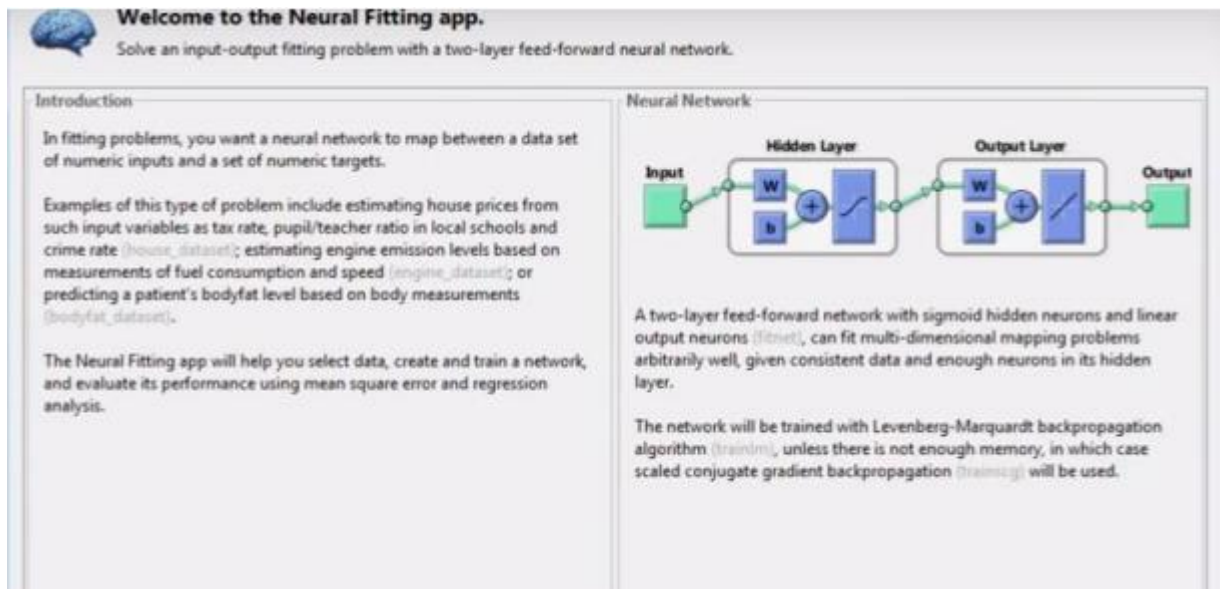 Welcome to the Neural Fitting app.
Solve an input-output fitting problem with a two-layer feed-forward neural network.
Introduction
In fitting problems, you want a neural network to map between a data set
of numeric inputs and a set of numeric targets.
Examples of this type of problem include estimating house prices from
such input variables as tax rate, pupil/teacher ratio in local schools and
crime rate (house_dataset); estimating engine emission levels based on
measurements of fuel consumption and speed (engine_dataset); or
predicting a patient's bodyfat level based on body measurements
(bodyfat_dataset).
The Neural Fitting app will help you select data, create and train a network,
and evaluate its performance using mean square error and regression
analysis.
Neural Network
Hidden Layer
Output Layer
Input
Output
W
b
+
W
b
+
A two-layer feed-forward network with sigmoid hidden neurons and linear
output neurons (fitnet), can fit multi-dimensional mapping problems
arbitrarily well, given consistent data and enough neurons in its hidden
layer.
The network will be trained with Levenberg-Marquardt backpropagation
algorithm (trainlm), unless there is not enough memory, in which case
scaled conjugate gradient backpropagation (trainscg) will be used.